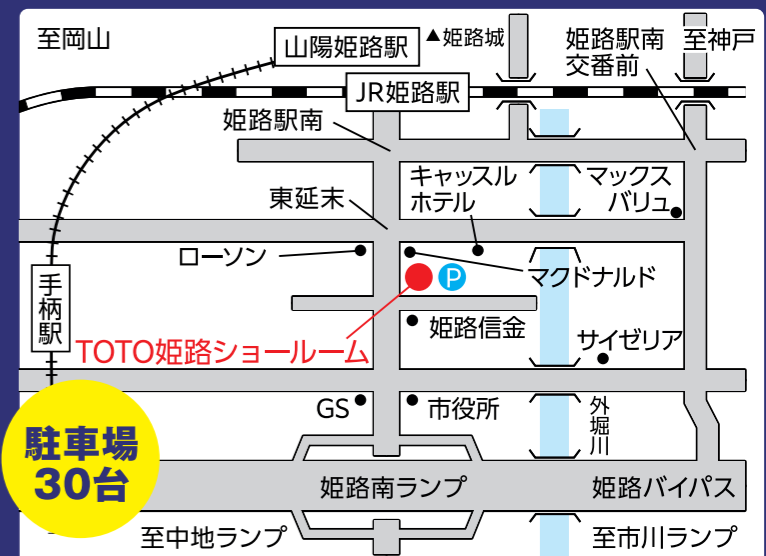 至岡山
山陽姫路駅
▲姫路城
姫路駅南
交番前
至神戸
JR姫路駅
姫路駅南
キャッスル
ホテル
マックス
バリュ
東延末
ローソン
マクドナルド
P
手柄駅
姫路信金
TOTO姫路ショールーム
サイゼリア
GS
市役所
外堀川
駐車場
30台
姫路南ランプ
姫路バイパス
至中地ランプ
至市川ランプ